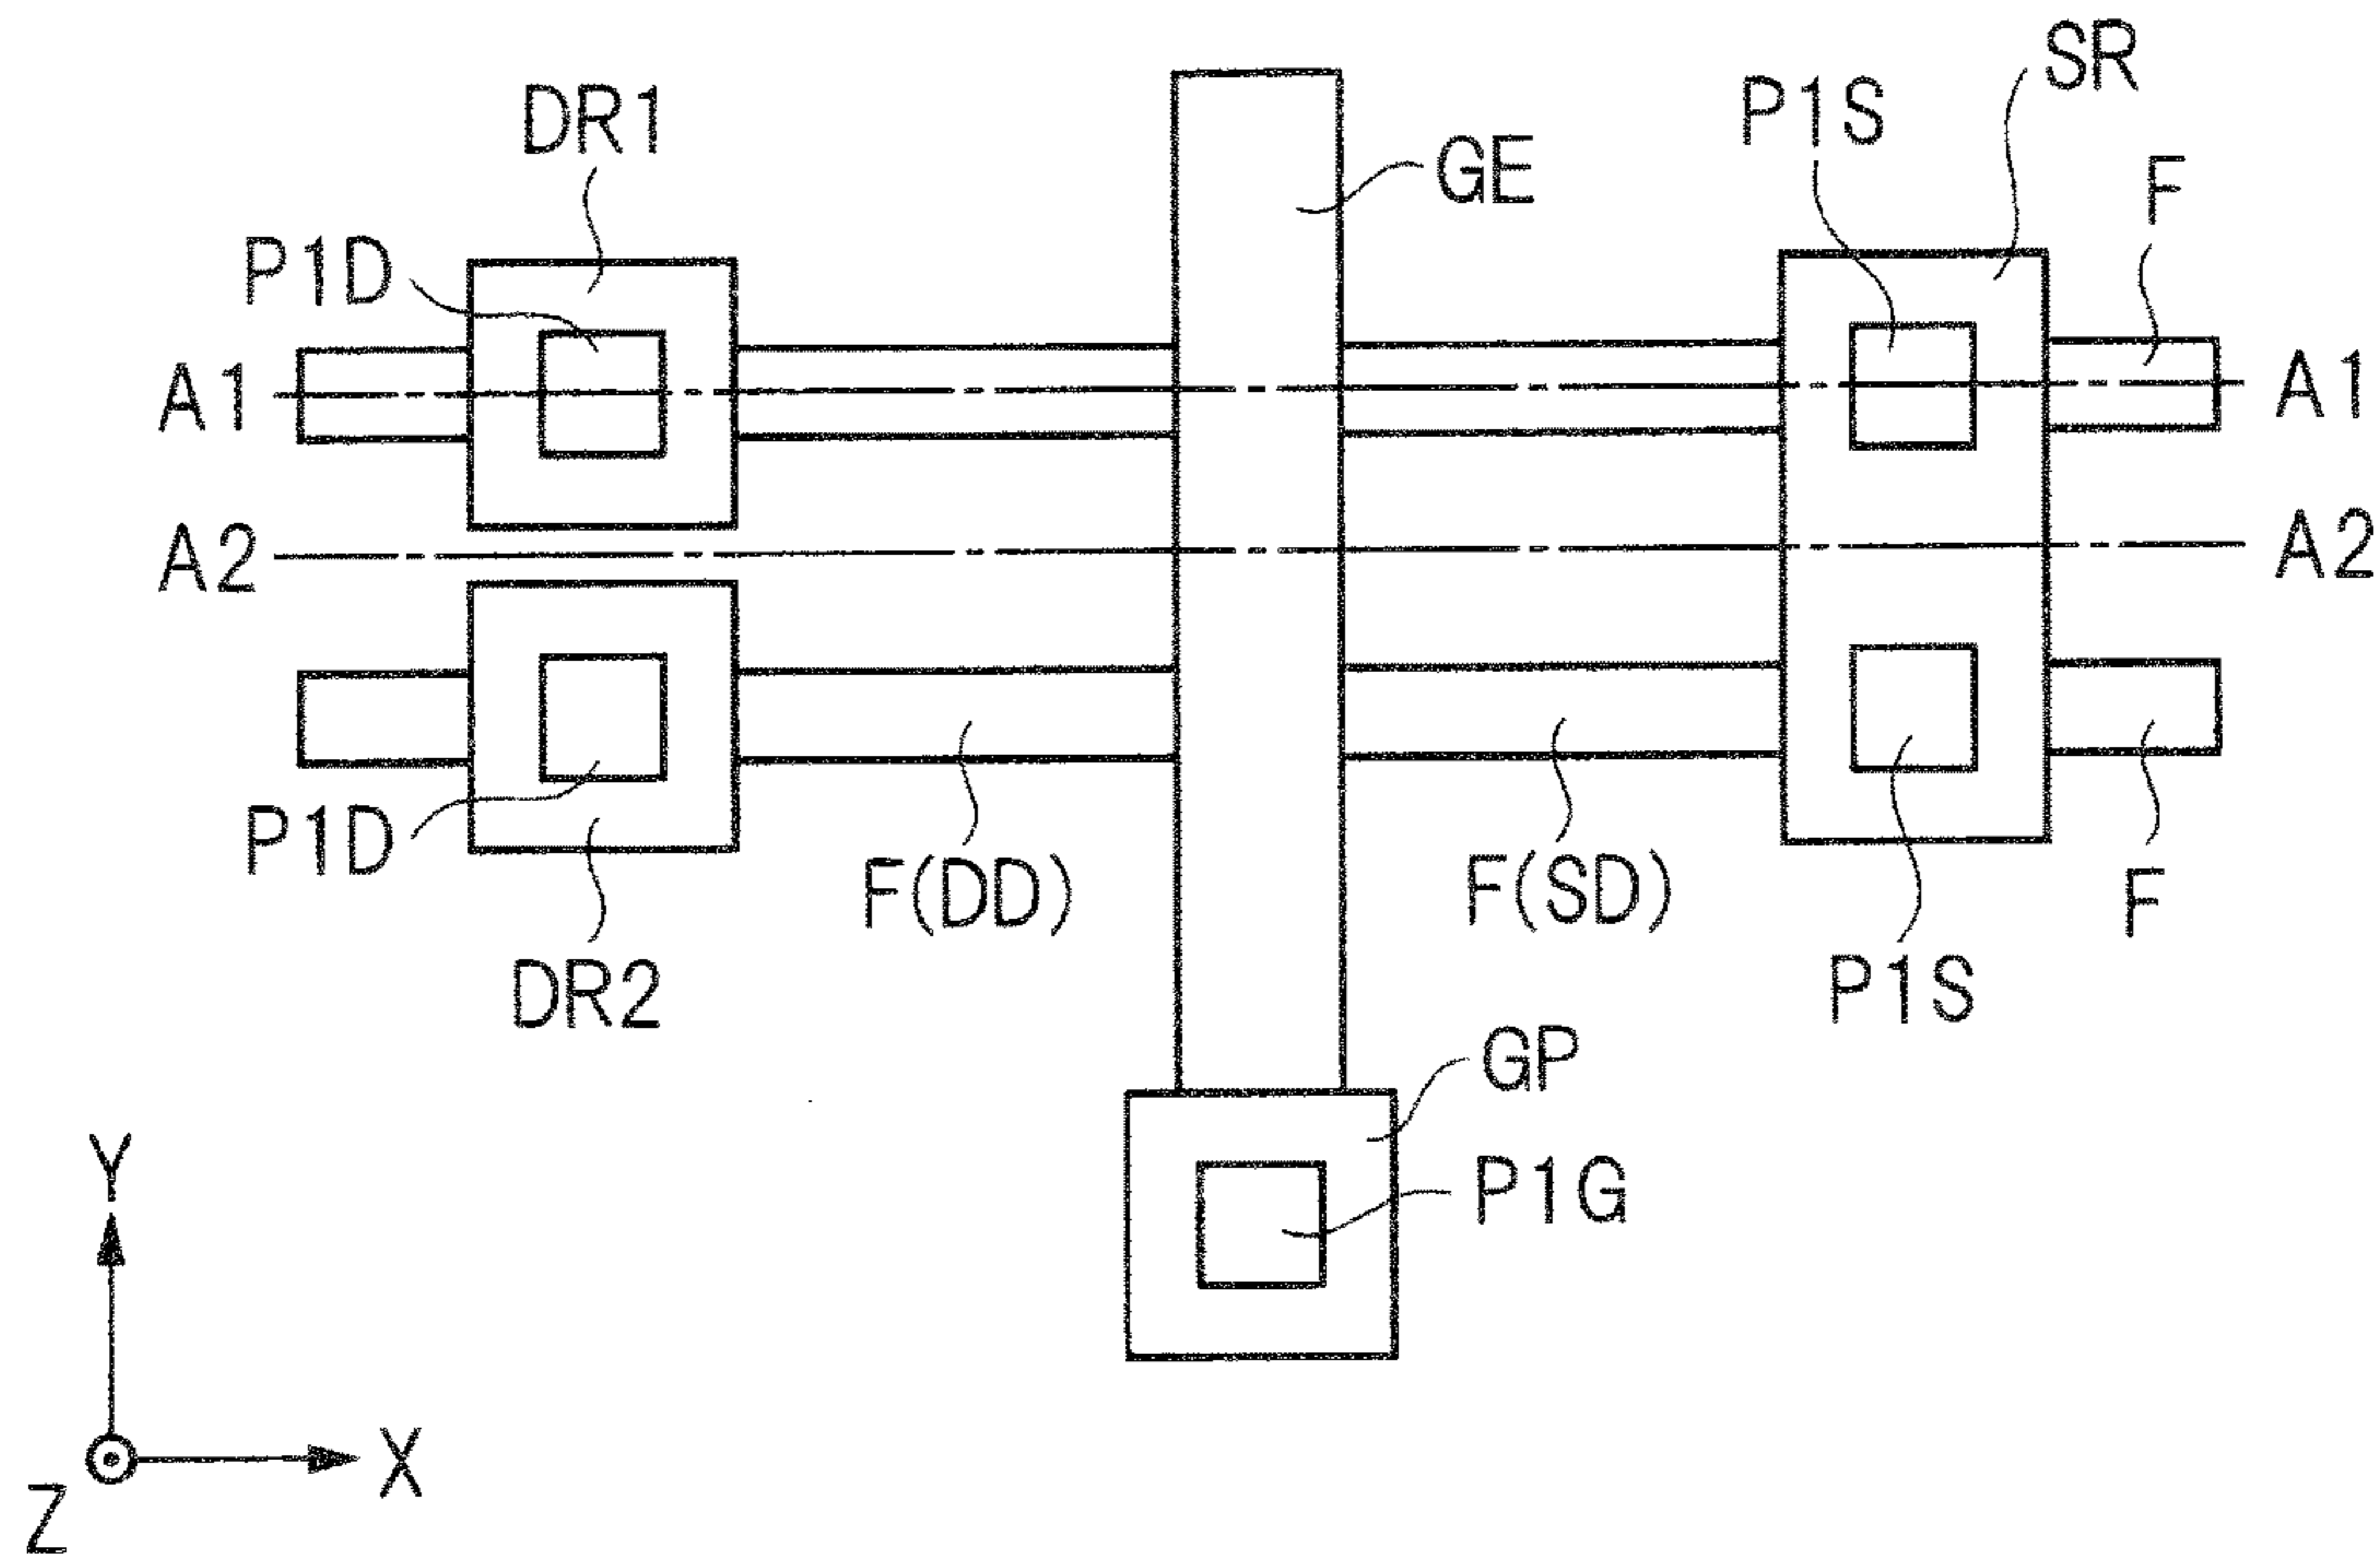 SR
P1S
DR1
GE
F
P1D
A1 A1
A2 A2
P1D
F(DD)
F(SD)
F
DR2
P1S
GP
Y
P1G
X
Z